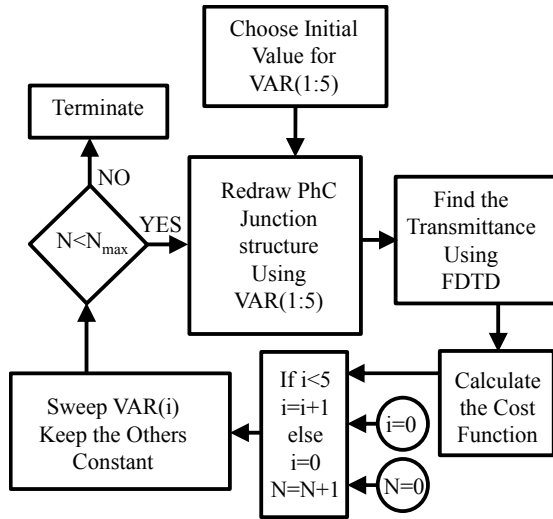 Choose Initial
Value for
VAR(1:5)
Terminate
NO
N<Nmax
YES
Redraw PhC
Junction
structure
Using
VAR(1:5)
Find the
Transmittance
Using
FDTD
Calculate
the Cost
Function
If i<5
i=i+1
else
i=0
N=N+1
i=0
N=0
Sweep VAR(i)
Keep the Others
Constant